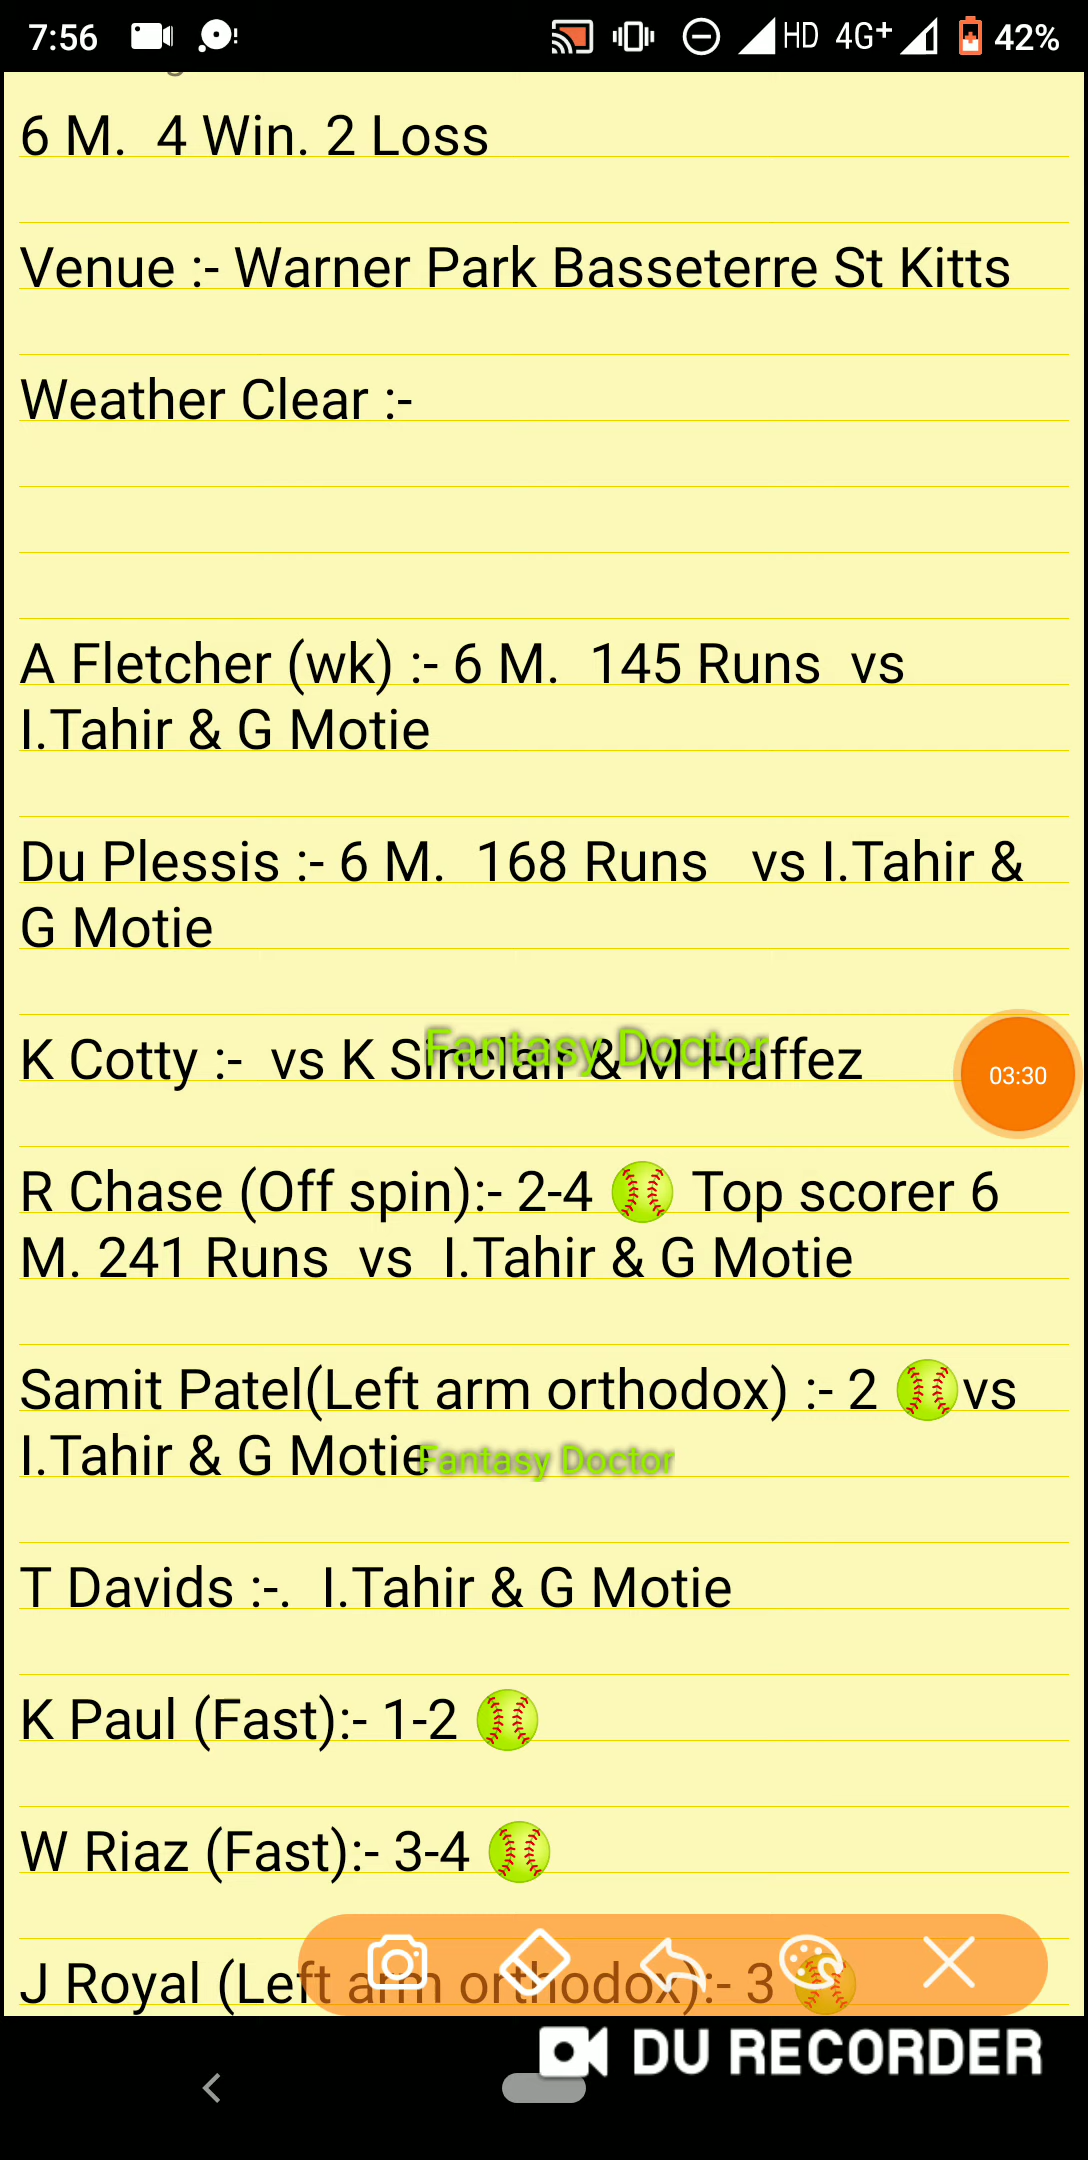 7:56 HD 4G+ 42%
6 M. 4 Win. 2 Loss
Venue :- Warner Park Basseterre St Kitts
Weather Clear :-
A Fletcher (wk) :- 6 M. 145 Runs vs
I.Tahir & G Motie
Du Plessis :- 6 M. 168 Runs vs I.Tahir &
G Motie
K Cotty :- vs K Sinclair & M Haffez
Fantasy Doctor
03:30
R Chase (Off spin):- 2-4 🥎 Top scorer 6
M. 241 Runs vs I.Tahir & G Motie
Samit Patel(Left arm orthodox) :- 2 🥎vs
I.Tahir & G Motie
Fantasy Doctor
T Davids :-. I.Tahir & G Motie
K Paul (Fast):- 1-2 🥎
W Riaz (Fast):- 3-4 🥎
J Royal (Left arm orthodox):- 3 🥎
DU RECORDER